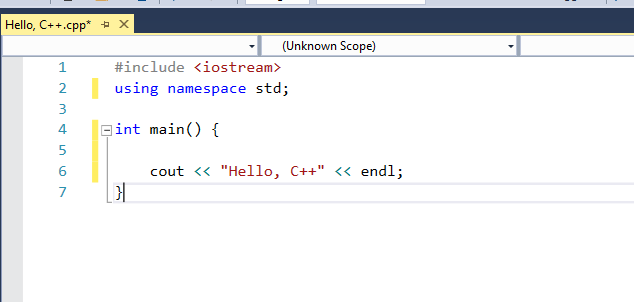 Hello, C++.cpp*
(Unknown Scope)
1 #include <iostream>
2 using namespace std;
3
4 int main() {
5
6 cout << "Hello, C++" << endl;
7 }